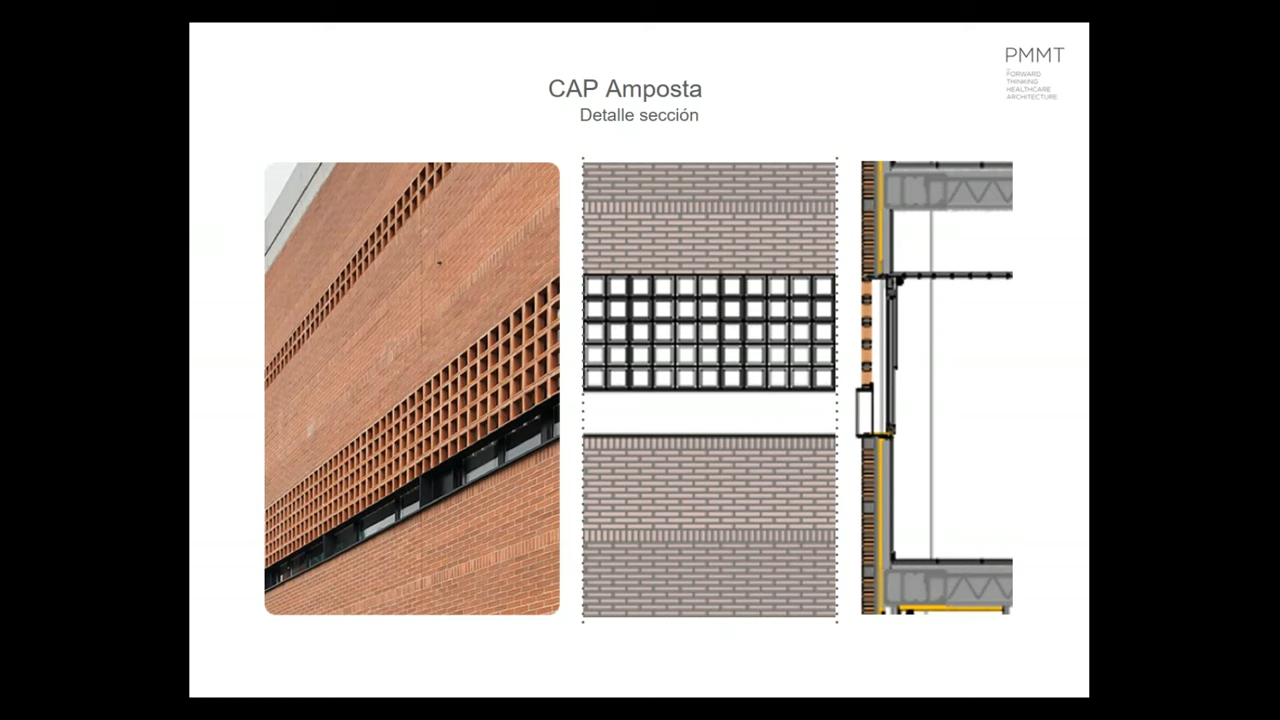 PMMT
FORWARD
THINKING
HEALTHCARE
ARCHITECTURE
CAP Amposta
Detalle sección